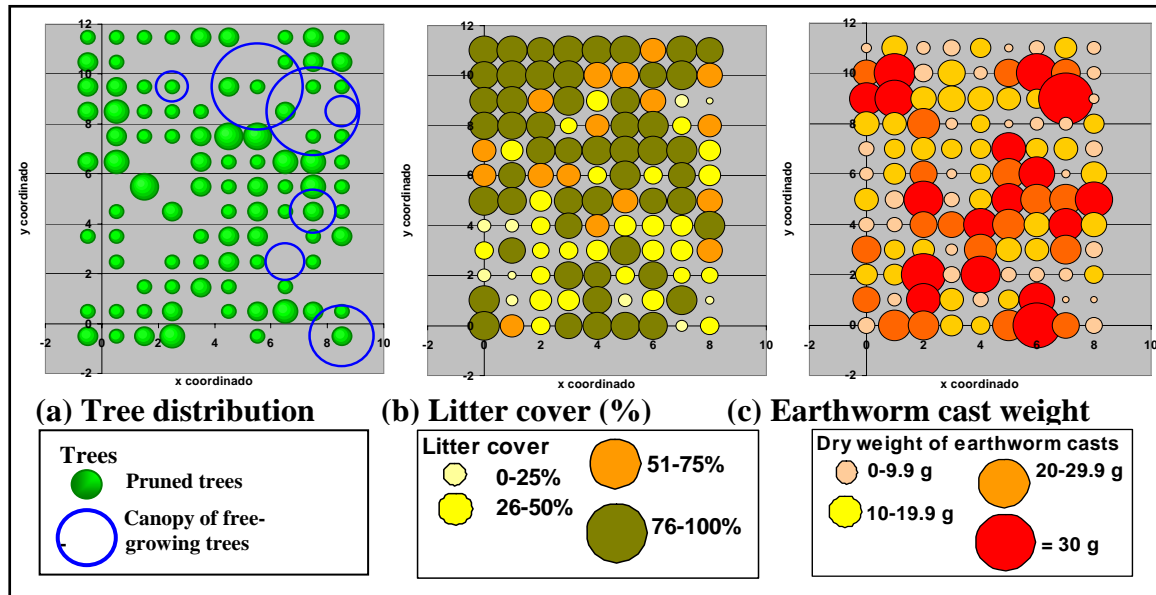 12
10
8
6
4
2
0
-2
-2
0
2
4
6
8
10
y coordinado
x coordinado
12
10
8
6
4
2
0
-2
-2
0
2
4
6
8
10
y coordinado
x coordinado
12
10
8
6
4
2
0
-2
-2
0
2
4
6
8
10
y coordinado
x coordinado
(a) Tree distribution
(b) Litter cover (%)
(c) Earthworm cast weight
Trees
Pruned trees
Canopy of free-
- growing trees
Litter cover
0-25%
26-50%
51-75%
76-100%
Dry weight of earthworm casts
0-9.9 g
10-19.9 g
20-29.9 g
= 30 g